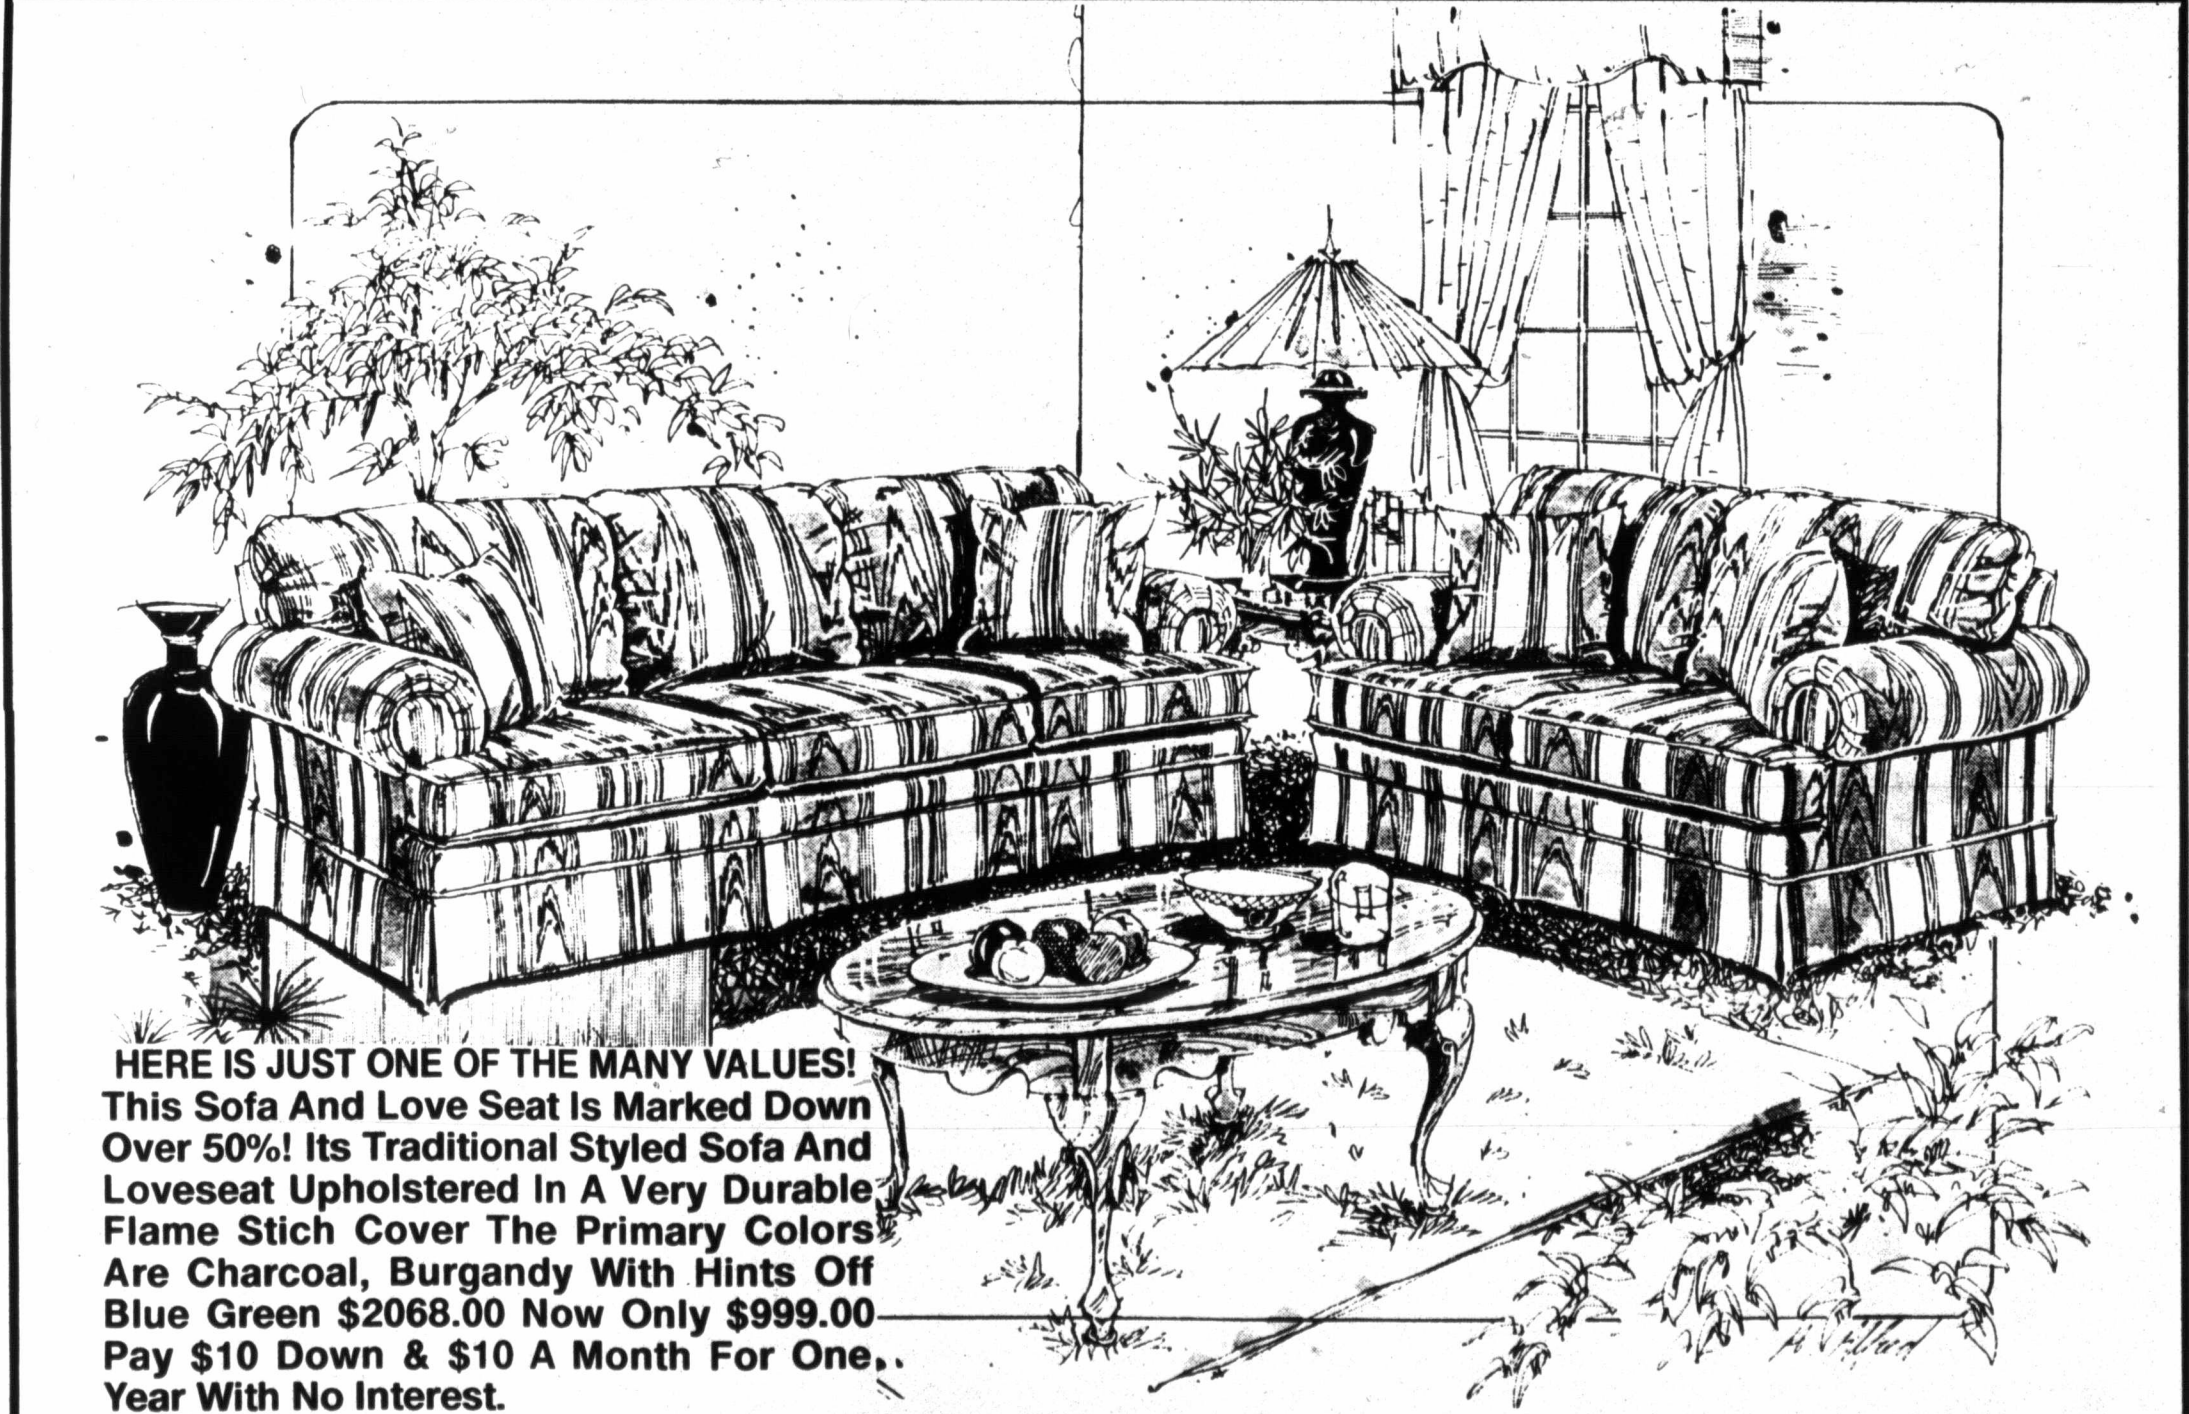 HERE IS JUST ONE OF THE MANY VALUES!
This Sofa And Love Seat Is Marked Down
Over 50%! Its Traditional Styled Sofa And
Loveseat Upholstered In A Very Durable
Flame Stich Cover The Primary Colors
Are Charcoal, Burgandy With Hints Off
Blue Green $2068.00 Now Only $999.00
Pay $10 Down & $10 A Month For One
Year With No Interest.